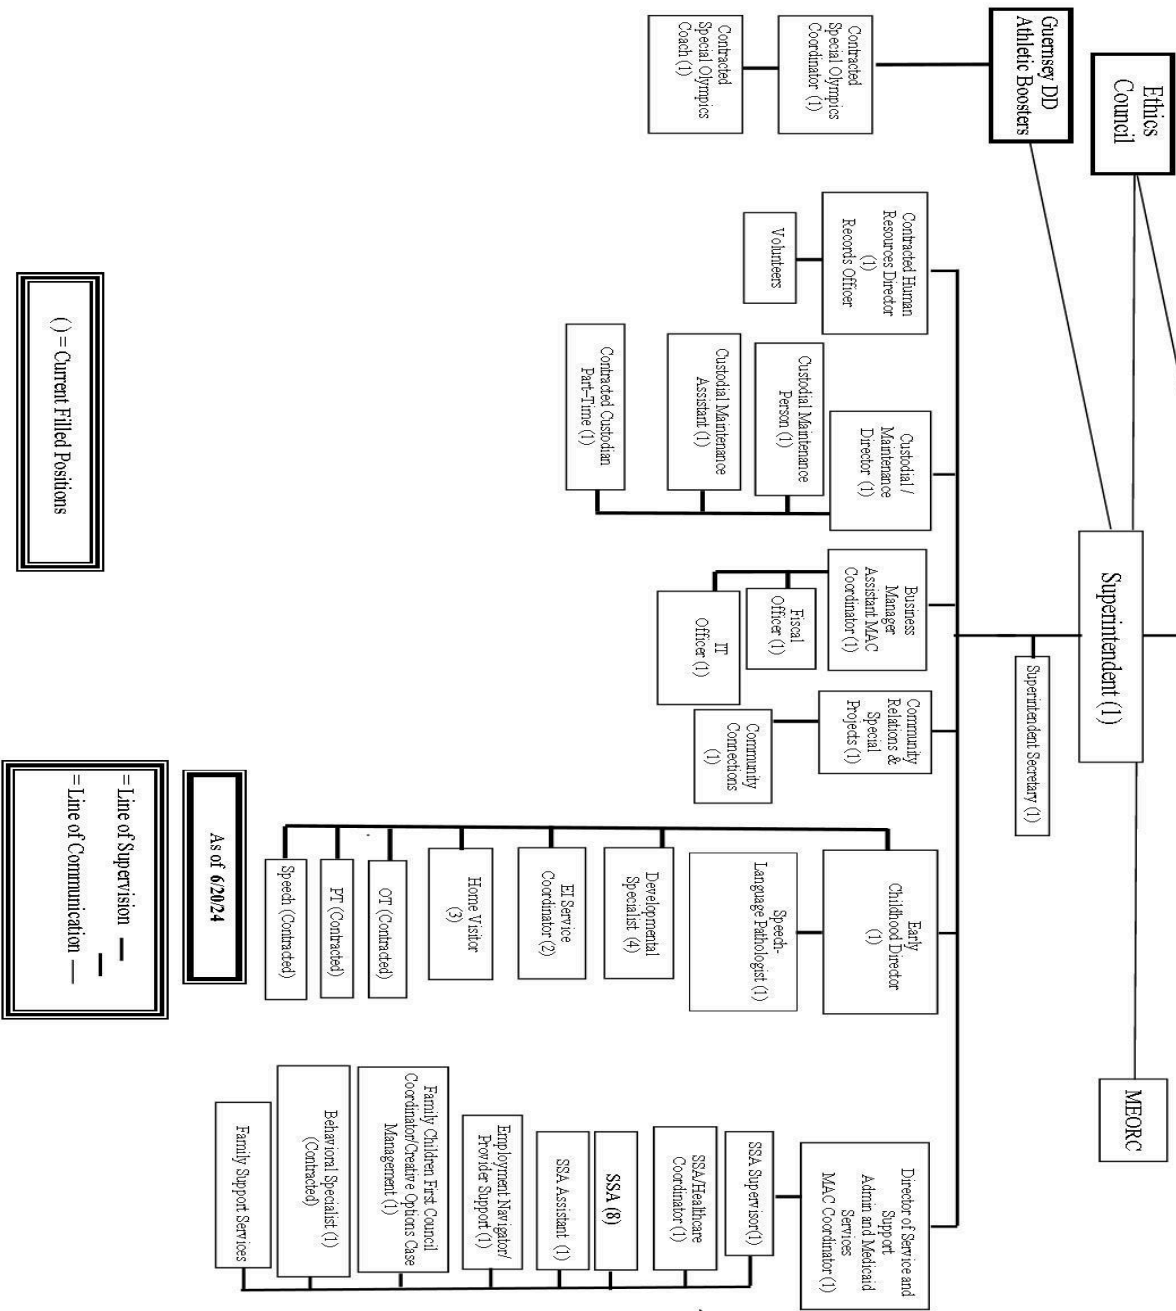 Ethics
Council
Guernsey DD
Athletic Boosters
Contracted
Special Olympics
Coordinator (1)
Contracted
Special Olympics
Coach (1)
Superintendent (1)
MEORC
Superintendent Secretary (1)
Contracted Human
Resources Director
(1)
Records Officer
Volunteers
Custodial /
Maintenance
Director (1)
Custodial Maintenance
Person (1)
Custodial Maintenance
Assistant (1)
Contracted Custodian
Part-Time (1)
Business
Manager
Assistant MAC
Coordinator (1)
Fiscal
Officer (1)
IT
Officer (1)
Community
Relations &
Special
Projects (1)
Community
Connections
(1)
Early
Childhoood Director
(1)
Speech-
Language Pathologist (1)
Developmental
Specialist (4)
EI Service
Coordinator (2)
Home Visitor
(3)
OT (Contracted)
PT (Contracted)
Speech (Contracted)
Director of Service and
Support
Admin and Medicaid
Services
MAC Coordinator (1)
SSA Supervisor(1)
SSA/Healthcare
Coordinator (1)
SSA (8)
SSA Assistant (1)
Employment Navigator/
Provider Support (1)
Family Children First Council
Coordinator/Creative Options Case
Management (1)
Behavioral Specialist (1)
(Contracted)
Family Support Services
( ) = Current Filled Positions
As of 6/20/24
= Line of Supervision
= Line of Communication